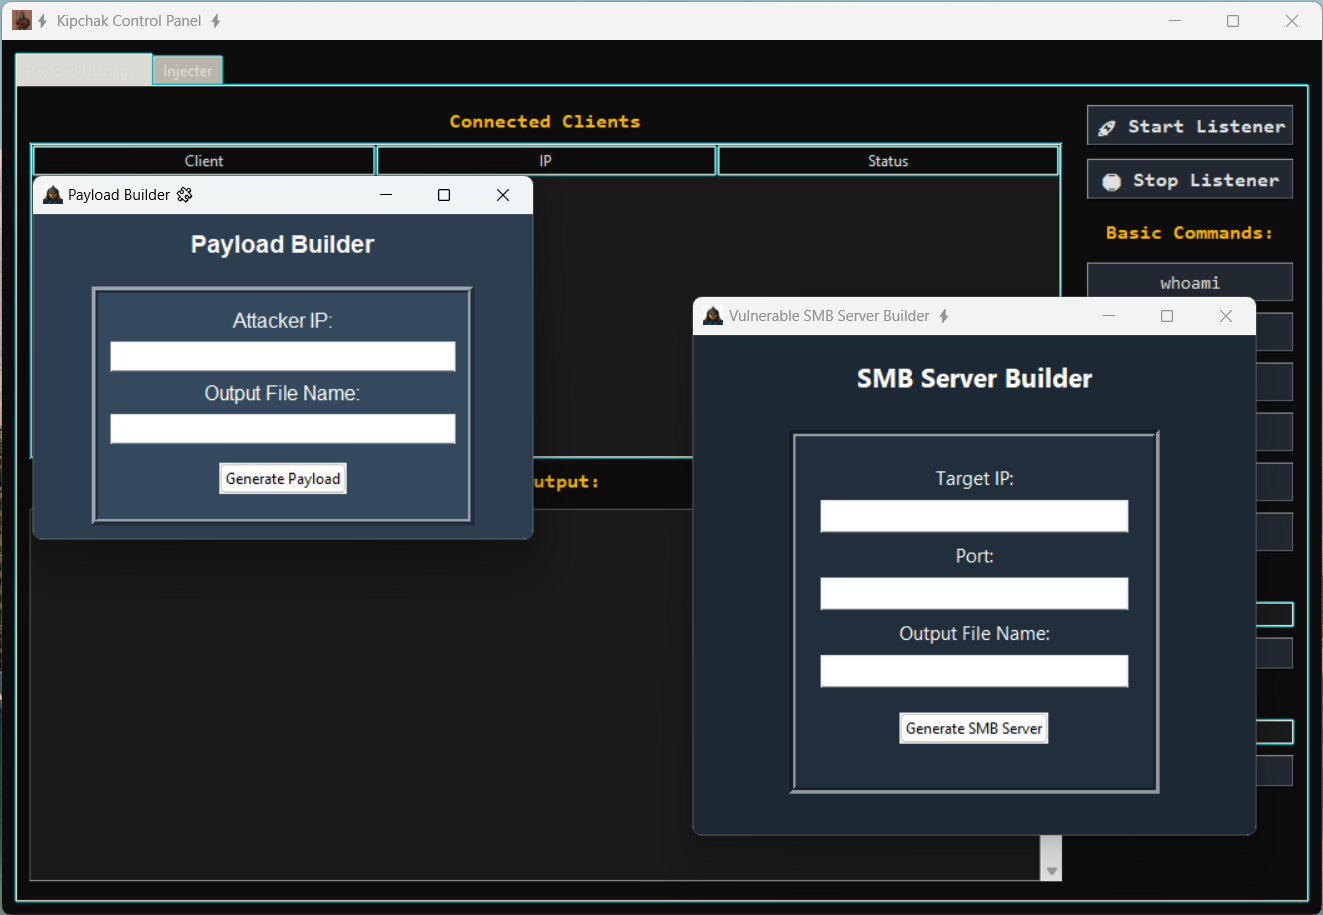 Kipchak Control Panel
Injecter
Connected Clients
Client IP Status
Start Listener
Stop Listener
Basic Commands:
whoami
Payload Builder
Payload Builder
Attacker IP:
Output File Name:
Generate Payload
utput:
Vulnerable SMB Server Builder
SMB Server Builder
Target IP:
Port:
Output File Name:
Generate SMB Server